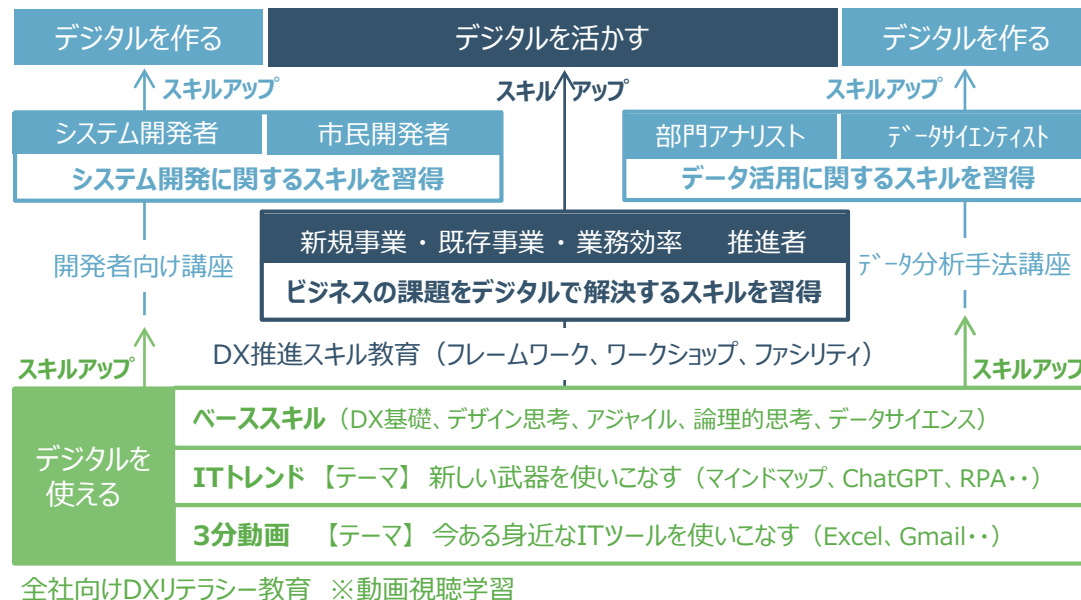 デジタルを作る
デジタルを活かす
デジタルを作る
スキルアップ
スキルアップ
スキルアップ
システム開発者
市民開発者
システム開発に関するスキルを習得
部門アナリスト
データサイエンティスト
データ活用に関するスキルを習得
新規事業・既存事業・業務効率 推進者
ビジネスの課題をデジタルで解決するスキルを習得
開発者向け講座
データ分析手法講座
DX推進スキル教育（フレームワーク、ワークショップ、ファシリティ）
スキルアップ
スキルアップ
デジタルを
使える
ベーススキル（DX基礎、デザイン思考、アジャイル、論理的思考、データサイエンス）
ITトレンド 【テーマ】 新しい武器を使いこなす（マインドマップ、ChatGPT、RPA・・）
3分動画 【テーマ】 今ある身近なITツールを使いこなす（Excel、Gmail・・）
全社向けDXリテラシー教育 ※動画視聴学習